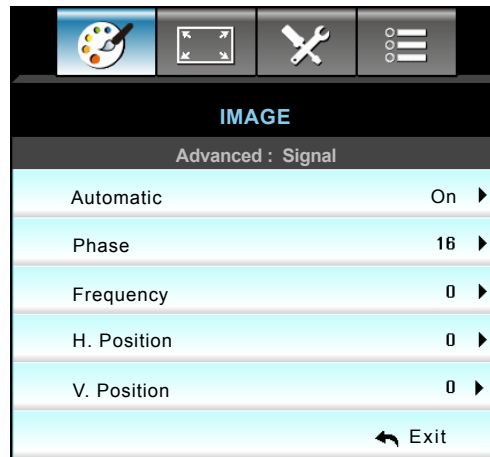 IMAGE
Advanced : Signal
Automatic On
Phase 16
Frequency 0
H. Position 0
V. Position 0
Exit